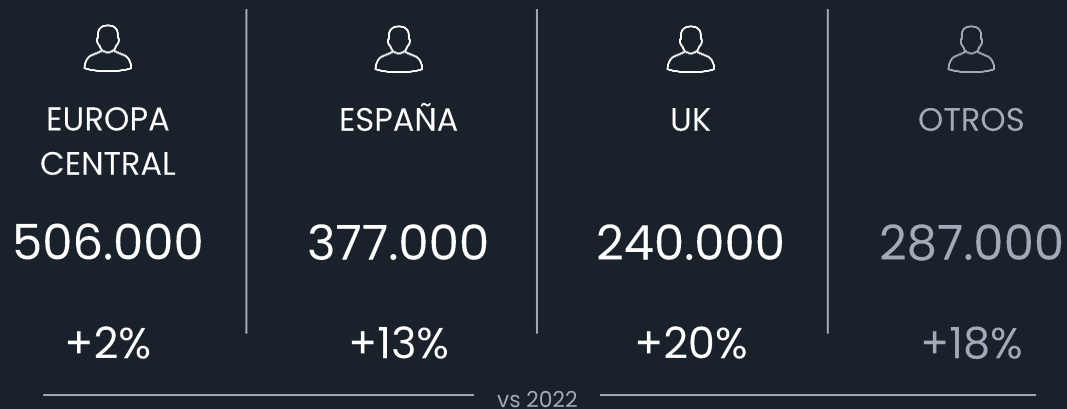 EUROPA
CENTRAL
506.000
+2%
ESPAÑA
377.000
+13%
UK
240.000
+20%
OTROS
287.000
+18%
vs 2022